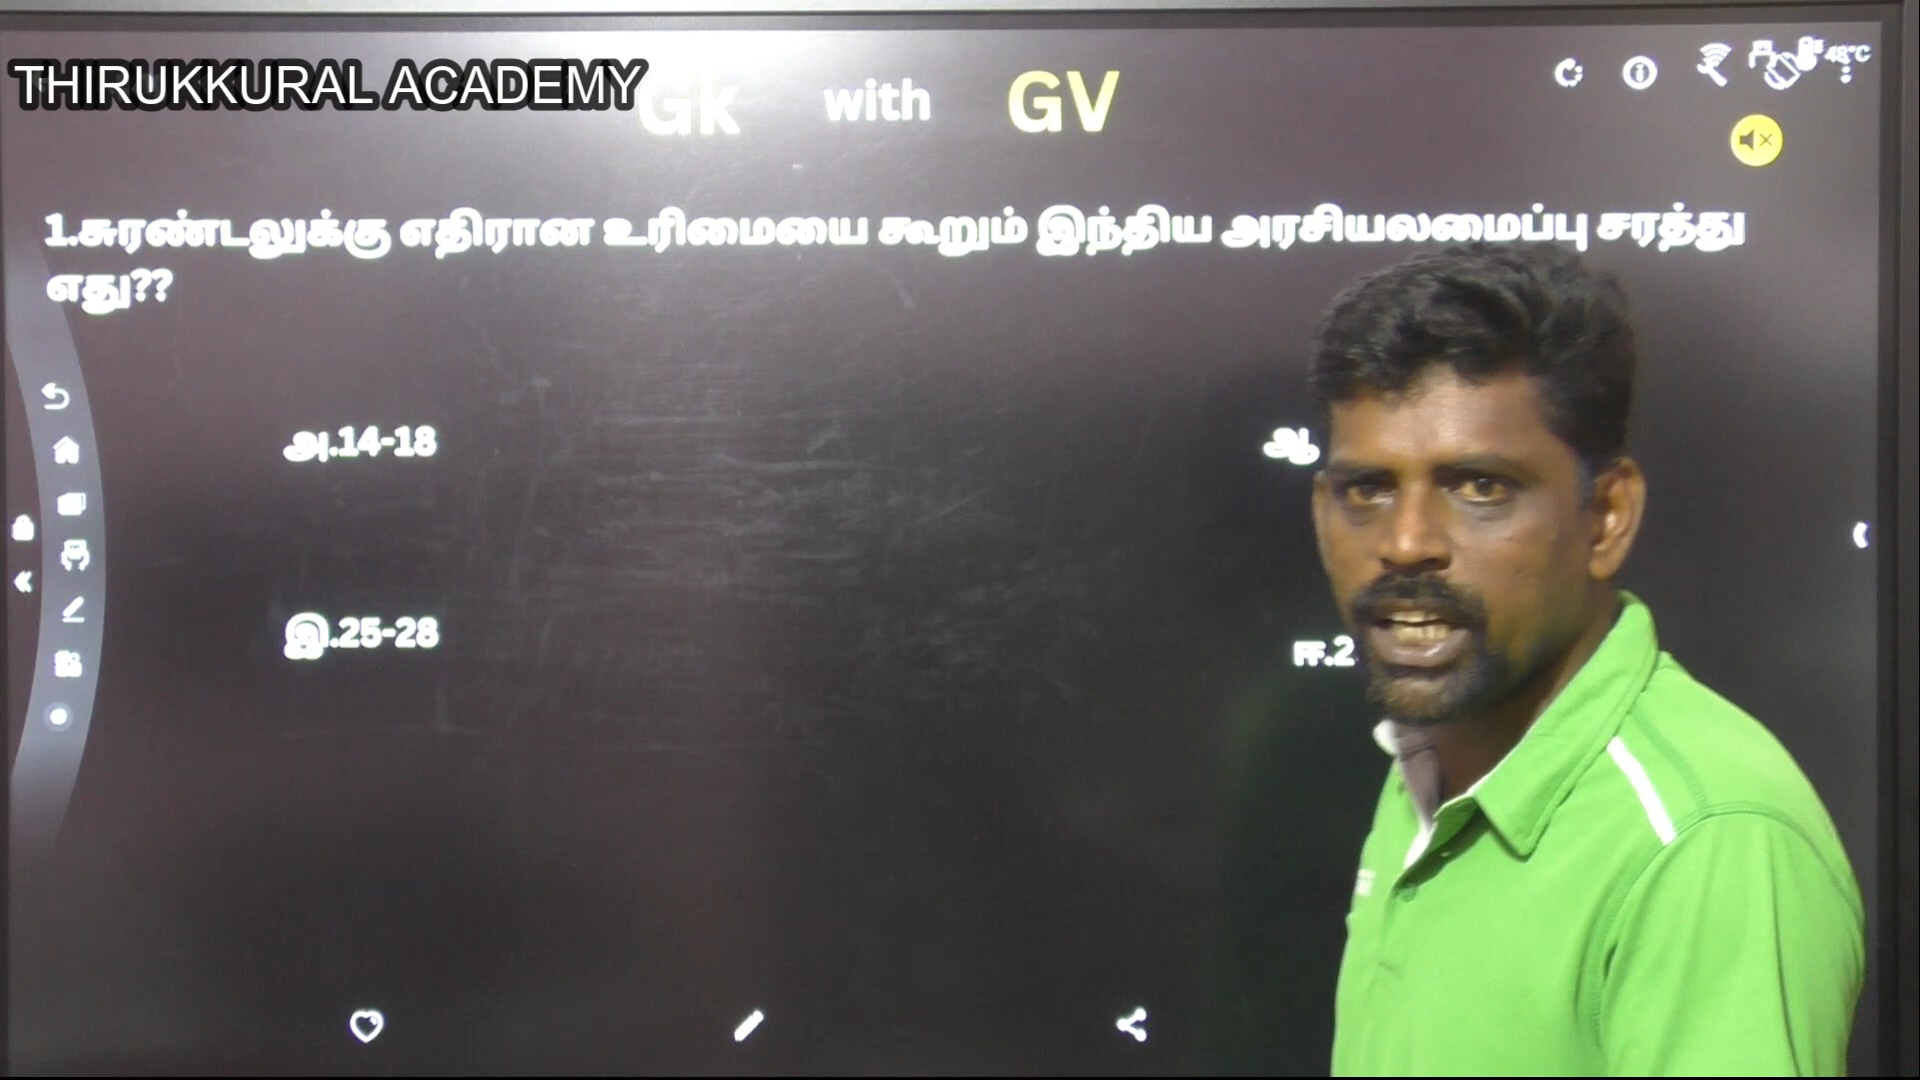 THIRUKKURAL ACADEMY
Gk with GV
48°C
1.சுரண்டலுக்கு எதிரான உரிமையை கூறும் இந்திய அரசியலமைப்பு சரத்து
எது??
அ.14-18
ஆ
இ.25-28
ஈ.2